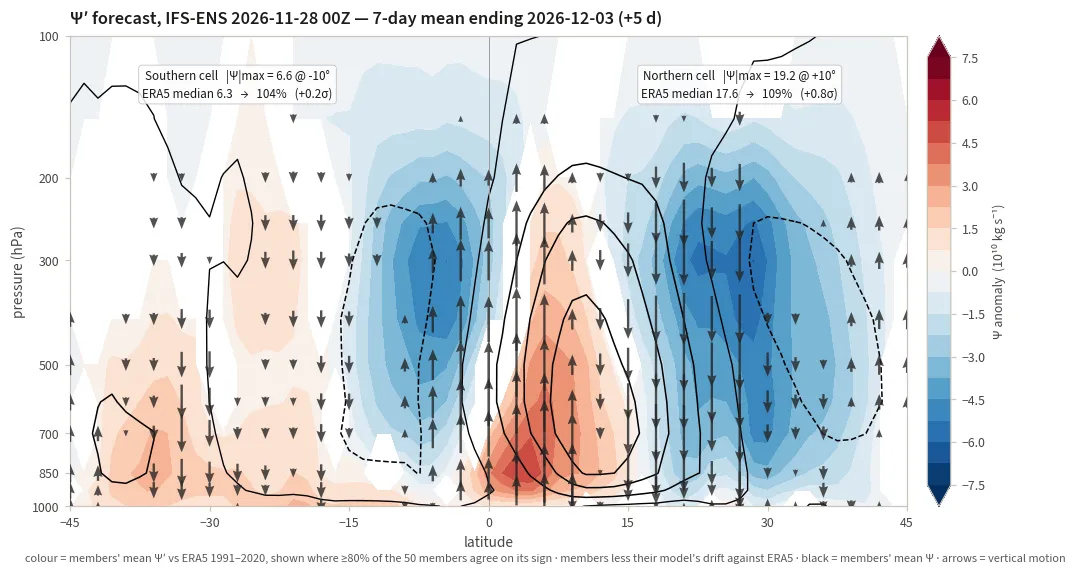 Ψ′ forecast, IFS-ENS 2026-11-28 00Z — 7-day mean ending 2026-12-03 (+5 d)
Southern cell |Ψ|max = 6.6 @ -10°
ERA5 median 6.3 → 104% (+0.2σ)
Northern cell |Ψ|max = 19.2 @ +10°
ERA5 median 17.6 → 109% (+0.8σ)
100
200
300
500
700
850
1000
pressure (hPa)
−45
−30
−15
0
15
30
45
latitude
7.5
6.0
4.5
3.0
1.5
0.0
−1.5
−3.0
−4.5
−6.0
−7.5
Ψ anomaly (10¹⁰ kg s⁻¹)
colour = members' mean Ψ′ vs ERA5 1991–2020, shown where ≥80% of the 50 members agree on its sign · members less their model's drift against ERA5 · black = members' mean Ψ · arrows = vertical motion